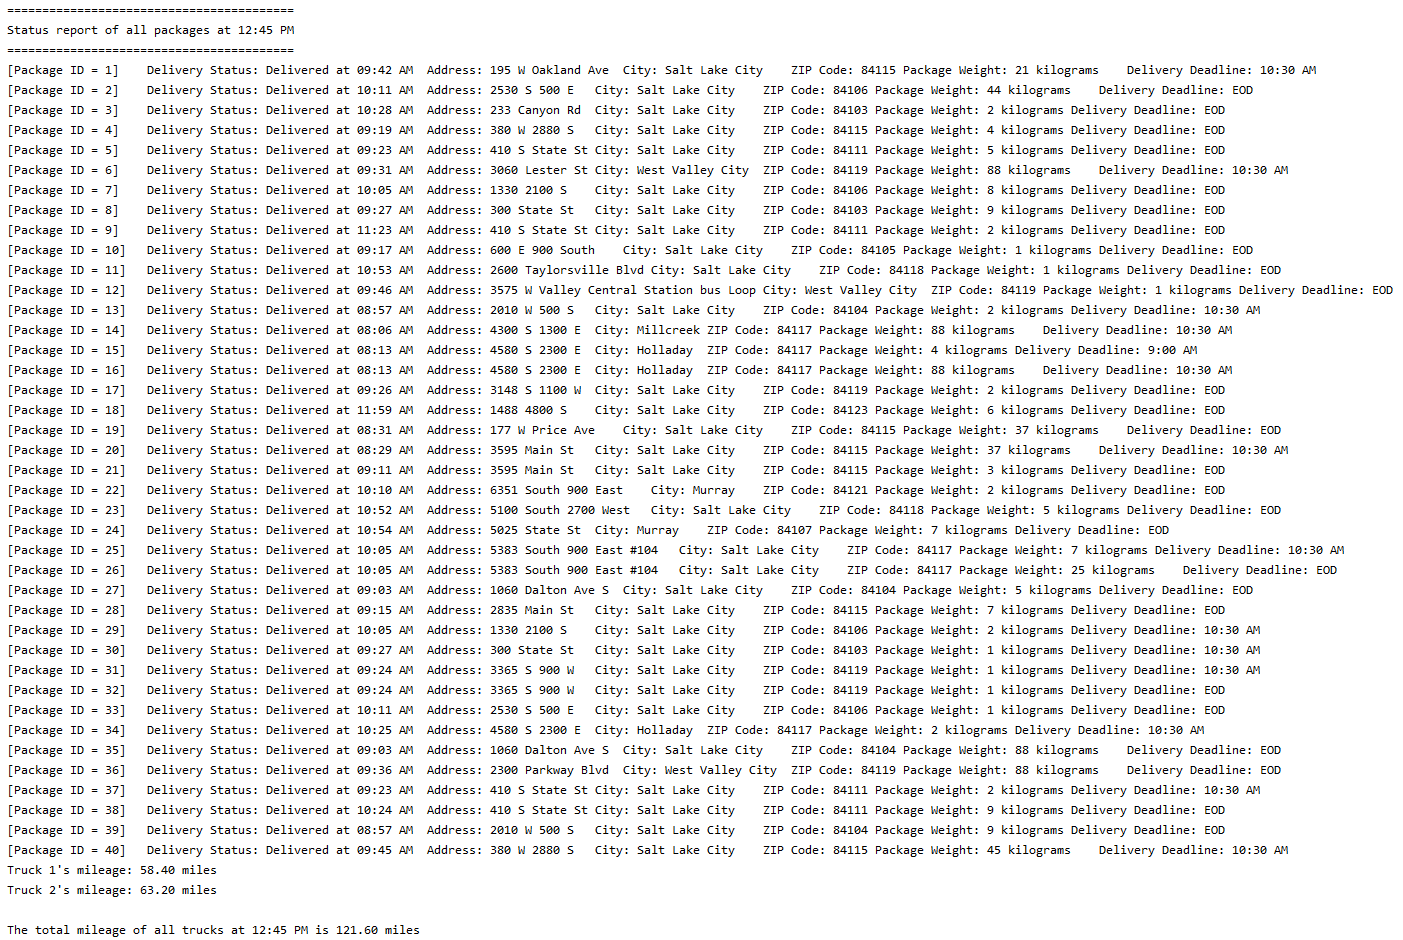 =========================================
Status report of all packages at 12:45 PM
=========================================
[Package ID = 1]    Delivery Status: Delivered at 09:42 AM  Address: 195 W Oakland Ave  City: Salt Lake City    ZIP Code: 84115 Package Weight: 21 kilograms    Delivery Deadline: 10:30 AM
[Package ID = 2]    Delivery Status: Delivered at 10:11 AM  Address: 2530 S 500 E   City: Salt Lake City    ZIP Code: 84106 Package Weight: 44 kilograms    Delivery Deadline: EOD
[Package ID = 3]    Delivery Status: Delivered at 10:28 AM  Address: 233 Canyon Rd  City: Salt Lake City    ZIP Code: 84103 Package Weight: 2 kilograms Delivery Deadline: EOD
[Package ID = 4]    Delivery Status: Delivered at 09:19 AM  Address: 380 W 2880 S   City: Salt Lake City    ZIP Code: 84115 Package Weight: 4 kilograms Delivery Deadline: EOD
[Package ID = 5]    Delivery Status: Delivered at 09:23 AM  Address: 410 S State St City: Salt Lake City    ZIP Code: 84111 Package Weight: 5 kilograms Delivery Deadline: EOD
[Package ID = 6]    Delivery Status: Delivered at 09:31 AM  Address: 3060 Lester St City: West Valley City  ZIP Code: 84119 Package Weight: 88 kilograms    Delivery Deadline: 10:30 AM
[Package ID = 7]    Delivery Status: Delivered at 10:05 AM  Address: 1330 2100 S    City: Salt Lake City    ZIP Code: 84106 Package Weight: 8 kilograms Delivery Deadline: EOD
[Package ID = 8]    Delivery Status: Delivered at 09:27 AM  Address: 300 State St   City: Salt Lake City    ZIP Code: 84103 Package Weight: 9 kilograms Delivery Deadline: EOD
[Package ID = 9]    Delivery Status: Delivered at 11:23 AM  Address: 410 S State St City: Salt Lake City    ZIP Code: 84111 Package Weight: 2 kilograms Delivery Deadline: EOD
[Package ID = 10]   Delivery Status: Delivered at 09:17 AM  Address: 600 E 900 South    City: Salt Lake City    ZIP Code: 84105 Package Weight: 1 kilograms Delivery Deadline: EOD
[Package ID = 11]   Delivery Status: Delivered at 10:53 AM  Address: 2600 Taylorsville Blvd City: Salt Lake City    ZIP Code: 84118 Package Weight: 1 kilograms Delivery Deadline: EOD
[Package ID = 12]   Delivery Status: Delivered at 09:46 AM  Address: 3575 W Valley Central Station bus Loop City: West Valley City  ZIP Code: 84119 Package Weight: 1 kilograms Delivery Deadline: EOD
[Package ID = 13]   Delivery Status: Delivered at 08:57 AM  Address: 2010 W 500 S   City: Salt Lake City    ZIP Code: 84104 Package Weight: 2 kilograms Delivery Deadline: 10:30 AM
[Package ID = 14]   Delivery Status: Delivered at 08:06 AM  Address: 4300 S 1300 E  City: Millcreek ZIP Code: 84117 Package Weight: 88 kilograms    Delivery Deadline: 10:30 AM
[Package ID = 15]   Delivery Status: Delivered at 08:13 AM  Address: 4580 S 2300 E  City: Holladay  ZIP Code: 84117 Package Weight: 4 kilograms Delivery Deadline: 9:00 AM
[Package ID = 16]   Delivery Status: Delivered at 08:13 AM  Address: 4580 S 2300 E  City: Holladay  ZIP Code: 84117 Package Weight: 88 kilograms    Delivery Deadline: 10:30 AM
[Package ID = 17]   Delivery Status: Delivered at 09:26 AM  Address: 3148 S 1100 W  City: Salt Lake City    ZIP Code: 84119 Package Weight: 2 kilograms Delivery Deadline: EOD
[Package ID = 18]   Delivery Status: Delivered at 11:59 AM  Address: 1488 4800 S    City: Salt Lake City    ZIP Code: 84123 Package Weight: 6 kilograms Delivery Deadline: EOD
[Package ID = 19]   Delivery Status: Delivered at 08:31 AM  Address: 177 W Price Ave    City: Salt Lake City    ZIP Code: 84115 Package Weight: 37 kilograms    Delivery Deadline: EOD
[Package ID = 20]   Delivery Status: Delivered at 08:29 AM  Address: 3595 Main St   City: Salt Lake City    ZIP Code: 84115 Package Weight: 37 kilograms    Delivery Deadline: 10:30 AM
[Package ID = 21]   Delivery Status: Delivered at 09:11 AM  Address: 3595 Main St   City: Salt Lake City    ZIP Code: 84115 Package Weight: 3 kilograms Delivery Deadline: EOD
[Package ID = 22]   Delivery Status: Delivered at 10:10 AM  Address: 6351 South 900 East    City: Murray    ZIP Code: 84121 Package Weight: 2 kilograms Delivery Deadline: EOD
[Package ID = 23]   Delivery Status: Delivered at 10:52 AM  Address: 5100 South 2700 West   City: Salt Lake City    ZIP Code: 84118 Package Weight: 5 kilograms Delivery Deadline: EOD
[Package ID = 24]   Delivery Status: Delivered at 10:54 AM  Address: 5025 State St  City: Murray    ZIP Code: 84107 Package Weight: 7 kilograms Delivery Deadline: EOD
[Package ID = 25]   Delivery Status: Delivered at 10:05 AM  Address: 5383 South 900 East #104   City: Salt Lake City    ZIP Code: 84117 Package Weight: 7 kilograms Delivery Deadline: 10:30 AM
[Package ID = 26]   Delivery Status: Delivered at 10:05 AM  Address: 5383 South 900 East #104   City: Salt Lake City    ZIP Code: 84117 Package Weight: 25 kilograms    Delivery Deadline: EOD
[Package ID = 27]   Delivery Status: Delivered at 09:03 AM  Address: 1060 Dalton Ave S  City: Salt Lake City    ZIP Code: 84104 Package Weight: 5 kilograms Delivery Deadline: EOD
[Package ID = 28]   Delivery Status: Delivered at 09:15 AM  Address: 2835 Main St   City: Salt Lake City    ZIP Code: 84115 Package Weight: 7 kilograms Delivery Deadline: EOD
[Package ID = 29]   Delivery Status: Delivered at 10:05 AM  Address: 1330 2100 S    City: Salt Lake City    ZIP Code: 84106 Package Weight: 2 kilograms Delivery Deadline: 10:30 AM
[Package ID = 30]   Delivery Status: Delivered at 09:27 AM  Address: 300 State St   City: Salt Lake City    ZIP Code: 84103 Package Weight: 1 kilograms Delivery Deadline: 10:30 AM
[Package ID = 31]   Delivery Status: Delivered at 09:24 AM  Address: 3365 S 900 W   City: Salt Lake City    ZIP Code: 84119 Package Weight: 1 kilograms Delivery Deadline: 10:30 AM
[Package ID = 32]   Delivery Status: Delivered at 09:24 AM  Address: 3365 S 900 W   City: Salt Lake City    ZIP Code: 84119 Package Weight: 1 kilograms Delivery Deadline: EOD
[Package ID = 33]   Delivery Status: Delivered at 10:11 AM  Address: 2530 S 500 E   City: Salt Lake City    ZIP Code: 84106 Package Weight: 1 kilograms Delivery Deadline: EOD
[Package ID = 34]   Delivery Status: Delivered at 10:25 AM  Address: 4580 S 2300 E  City: Holladay  ZIP Code: 84117 Package Weight: 2 kilograms Delivery Deadline: 10:30 AM
[Package ID = 35]   Delivery Status: Delivered at 09:03 AM  Address: 1060 Dalton Ave S  City: Salt Lake City    ZIP Code: 84104 Package Weight: 88 kilograms    Delivery Deadline: EOD
[Package ID = 36]   Delivery Status: Delivered at 09:36 AM  Address: 2300 Parkway Blvd  City: West Valley City  ZIP Code: 84119 Package Weight: 88 kilograms    Delivery Deadline: EOD
[Package ID = 37]   Delivery Status: Delivered at 09:23 AM  Address: 410 S State St City: Salt Lake City    ZIP Code: 84111 Package Weight: 2 kilograms Delivery Deadline: 10:30 AM
[Package ID = 38]   Delivery Status: Delivered at 10:24 AM  Address: 410 S State St City: Salt Lake City    ZIP Code: 84111 Package Weight: 9 kilograms Delivery Deadline: EOD
[Package ID = 39]   Delivery Status: Delivered at 08:57 AM  Address: 2010 W 500 S   City: Salt Lake City    ZIP Code: 84104 Package Weight: 9 kilograms Delivery Deadline: EOD
[Package ID = 40]   Delivery Status: Delivered at 09:45 AM  Address: 380 W 2880 S   City: Salt Lake City    ZIP Code: 84115 Package Weight: 45 kilograms    Delivery Deadline: 10:30 AM
Truck 1's mileage: 58.40 miles
Truck 2's mileage: 63.20 miles
The total mileage of all trucks at 12:45 PM is 121.60 miles